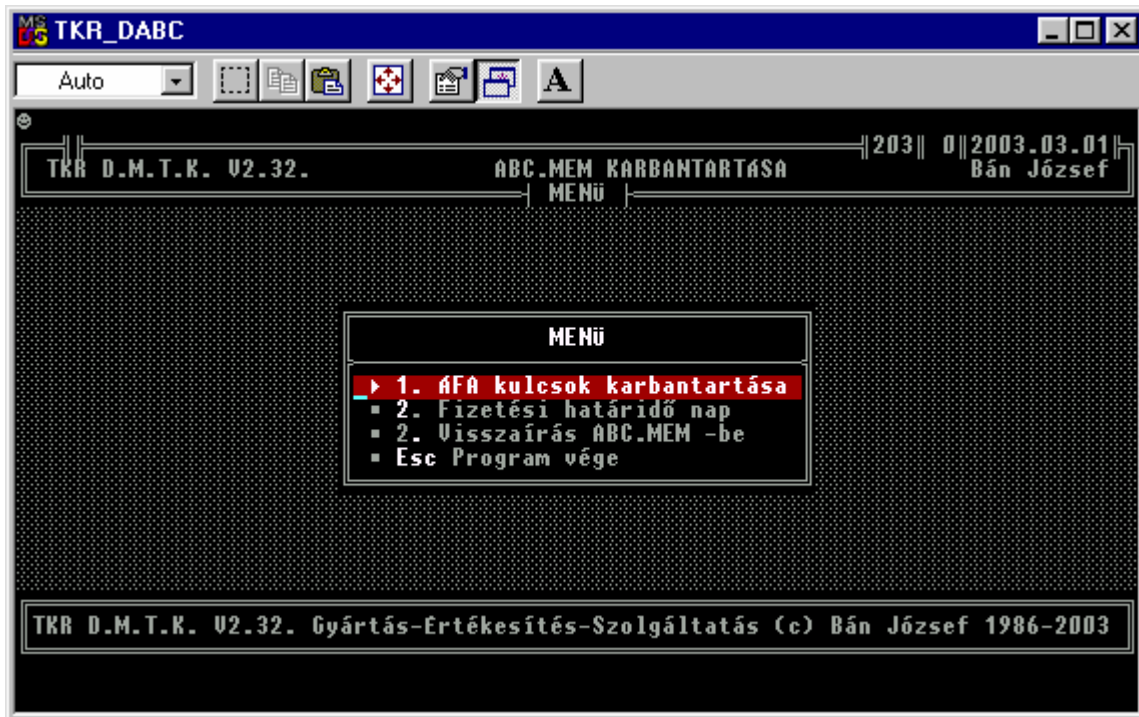 TKR_DABC
Auto
A
203 0 2003.03.01
TKR D.M.T.K. V2.32. ABC.MEM KARBANTARTáSA Bán József
MENü
MENü
1. áFA kulcsok karbantartása
2. Fizetési határidő nap
2. Visszaírás ABC.MEM -be
Esc Program vége
TKR D.M.T.K. V2.32. Gyártás-Értékesítés-Szolgáltatás (c) Bán József 1986-2003